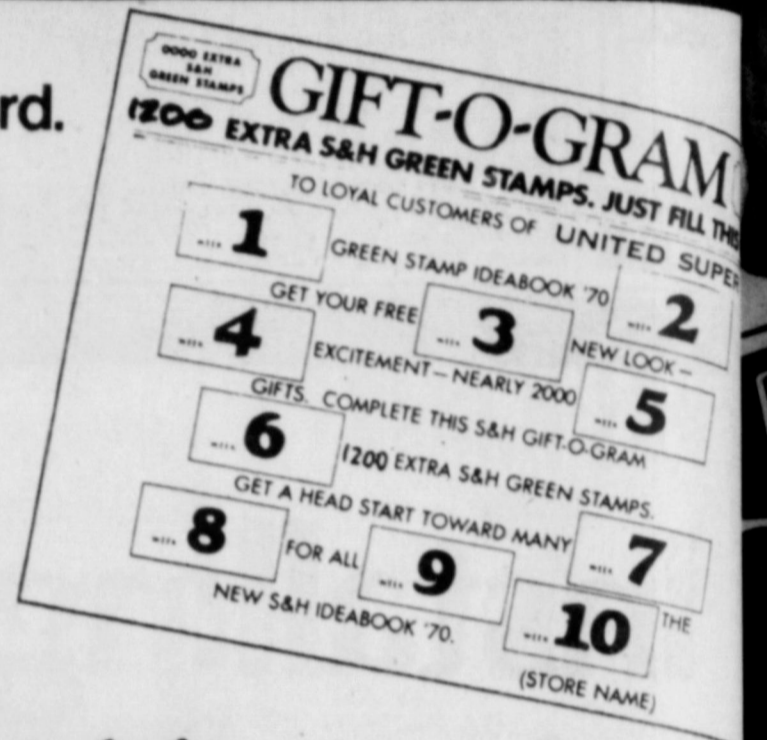 rd.
0000 EXTRA
S&H
GREEN STAMPS
GIFT-O-GRAM
1200 EXTRA S&H GREEN STAMPS. JUST FILL THIS
TO LOYAL CUSTOMERS OF UNITED SUPER
1 GREEN STAMP IDEABOOK '70 2
GET YOUR FREE 3 NEW LOOK—
4 EXCITEMENT—NEARLY 2000 5
GIFTS. COMPLETE THIS S&H GIFT-O-GRAM
6 1200 EXTRA S&H GREEN STAMPS.
GET A HEAD START TOWARD MANY 7
8 FOR ALL 9 THE
NEW S&H IDEABOOK '70. 10
(STORE NAME)